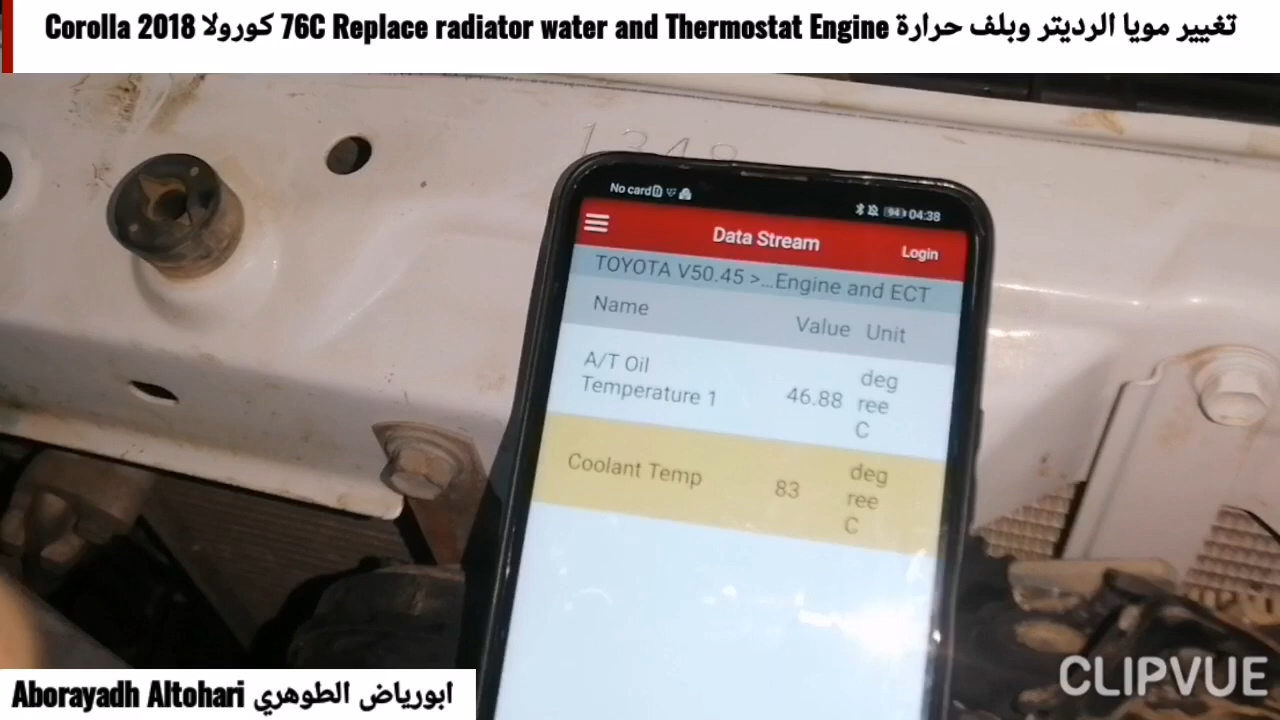 تغيير مويا الرديتر وبلف حرارة Corolla 2018 كورولا 76C Replace radiator water and Thermostat Engine
1348
No card 94 04:38
Data Stream Login
TOYOTA V50.45 >...Engine and ECT
Name Value Unit
A/T Oil Temperature 1 46.88 deg ree C
Coolant Temp 83 deg ree C
CLIPVUE
Aborayadh Altohari ابورياض الطوهري